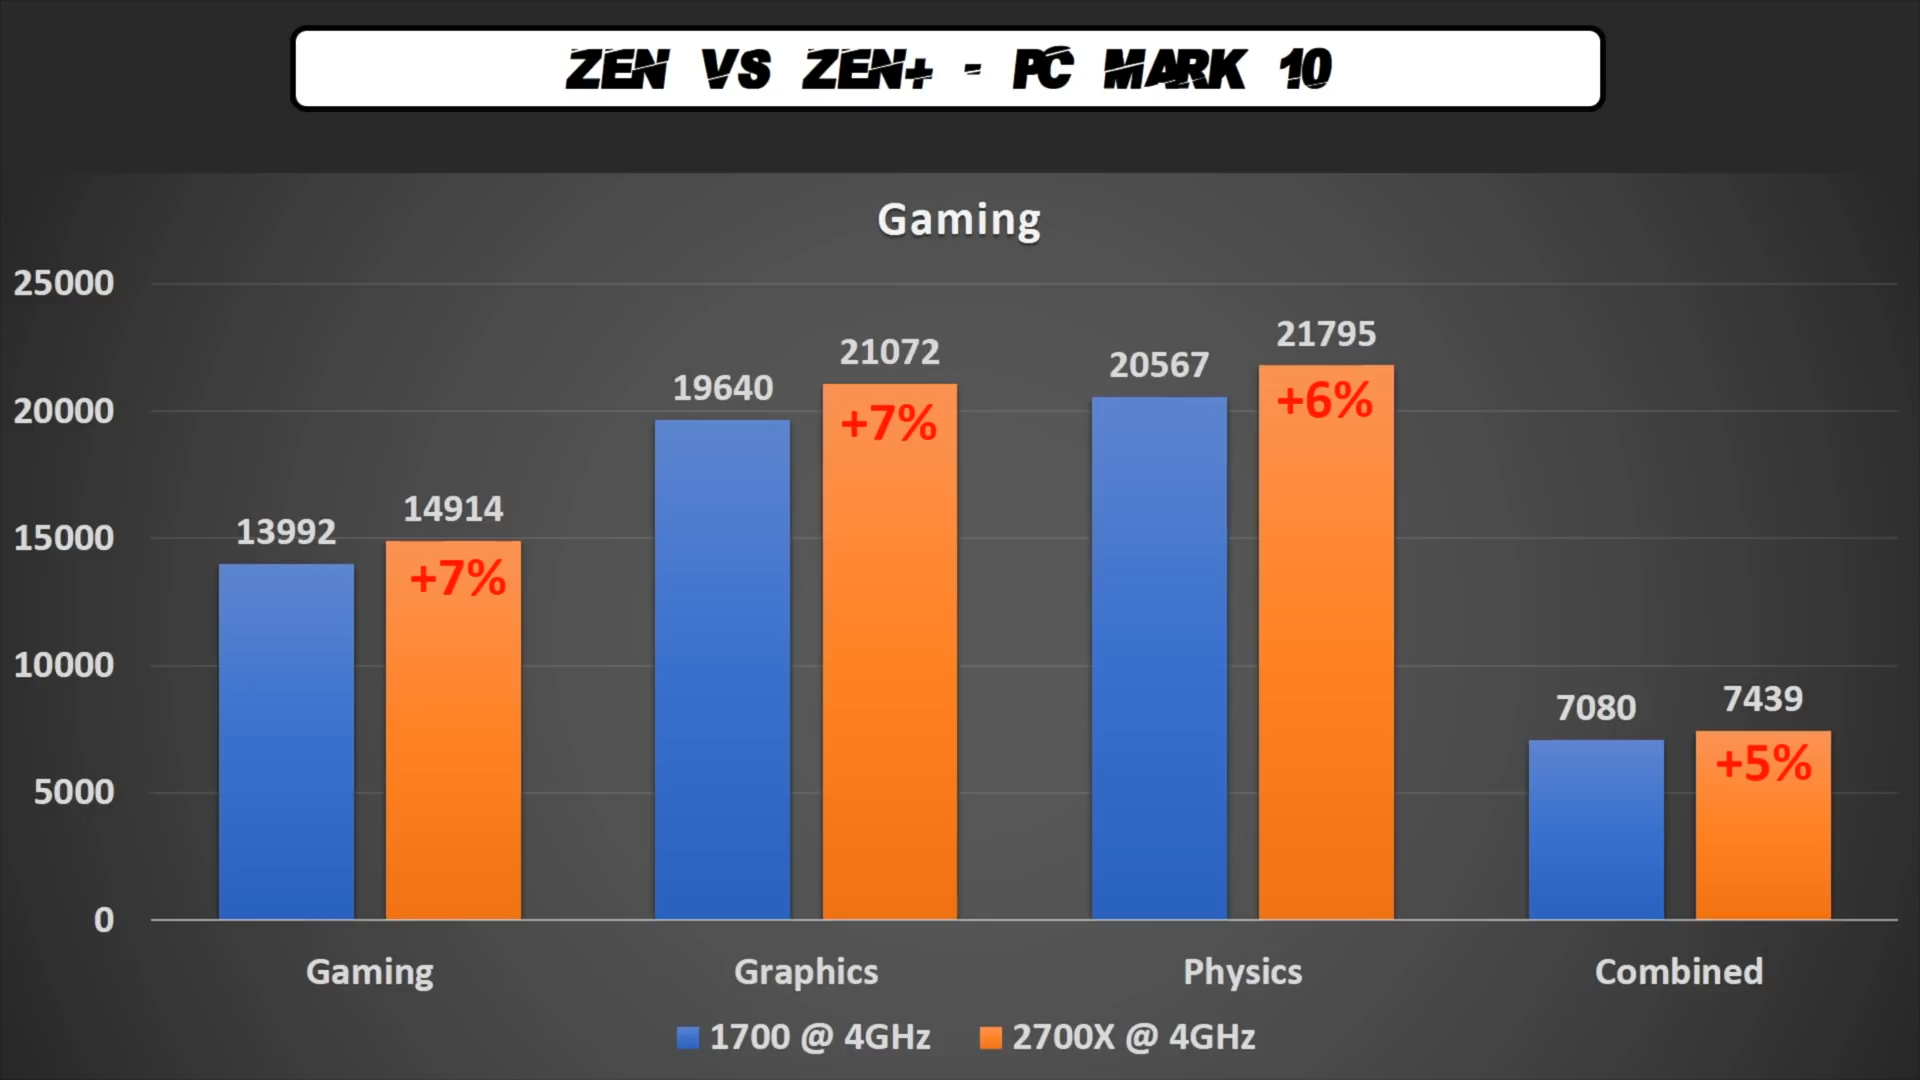 ZEN VS ZEN+ - PC MARK 10
Gaming
25000
20000
15000
10000
5000
0
13992
14914
+7%
19640
21072
+7%
20567
21795
+6%
7080
7439
+5%
Gaming
Graphics
Physics
Combined
1700 @ 4GHz
2700X @ 4GHz